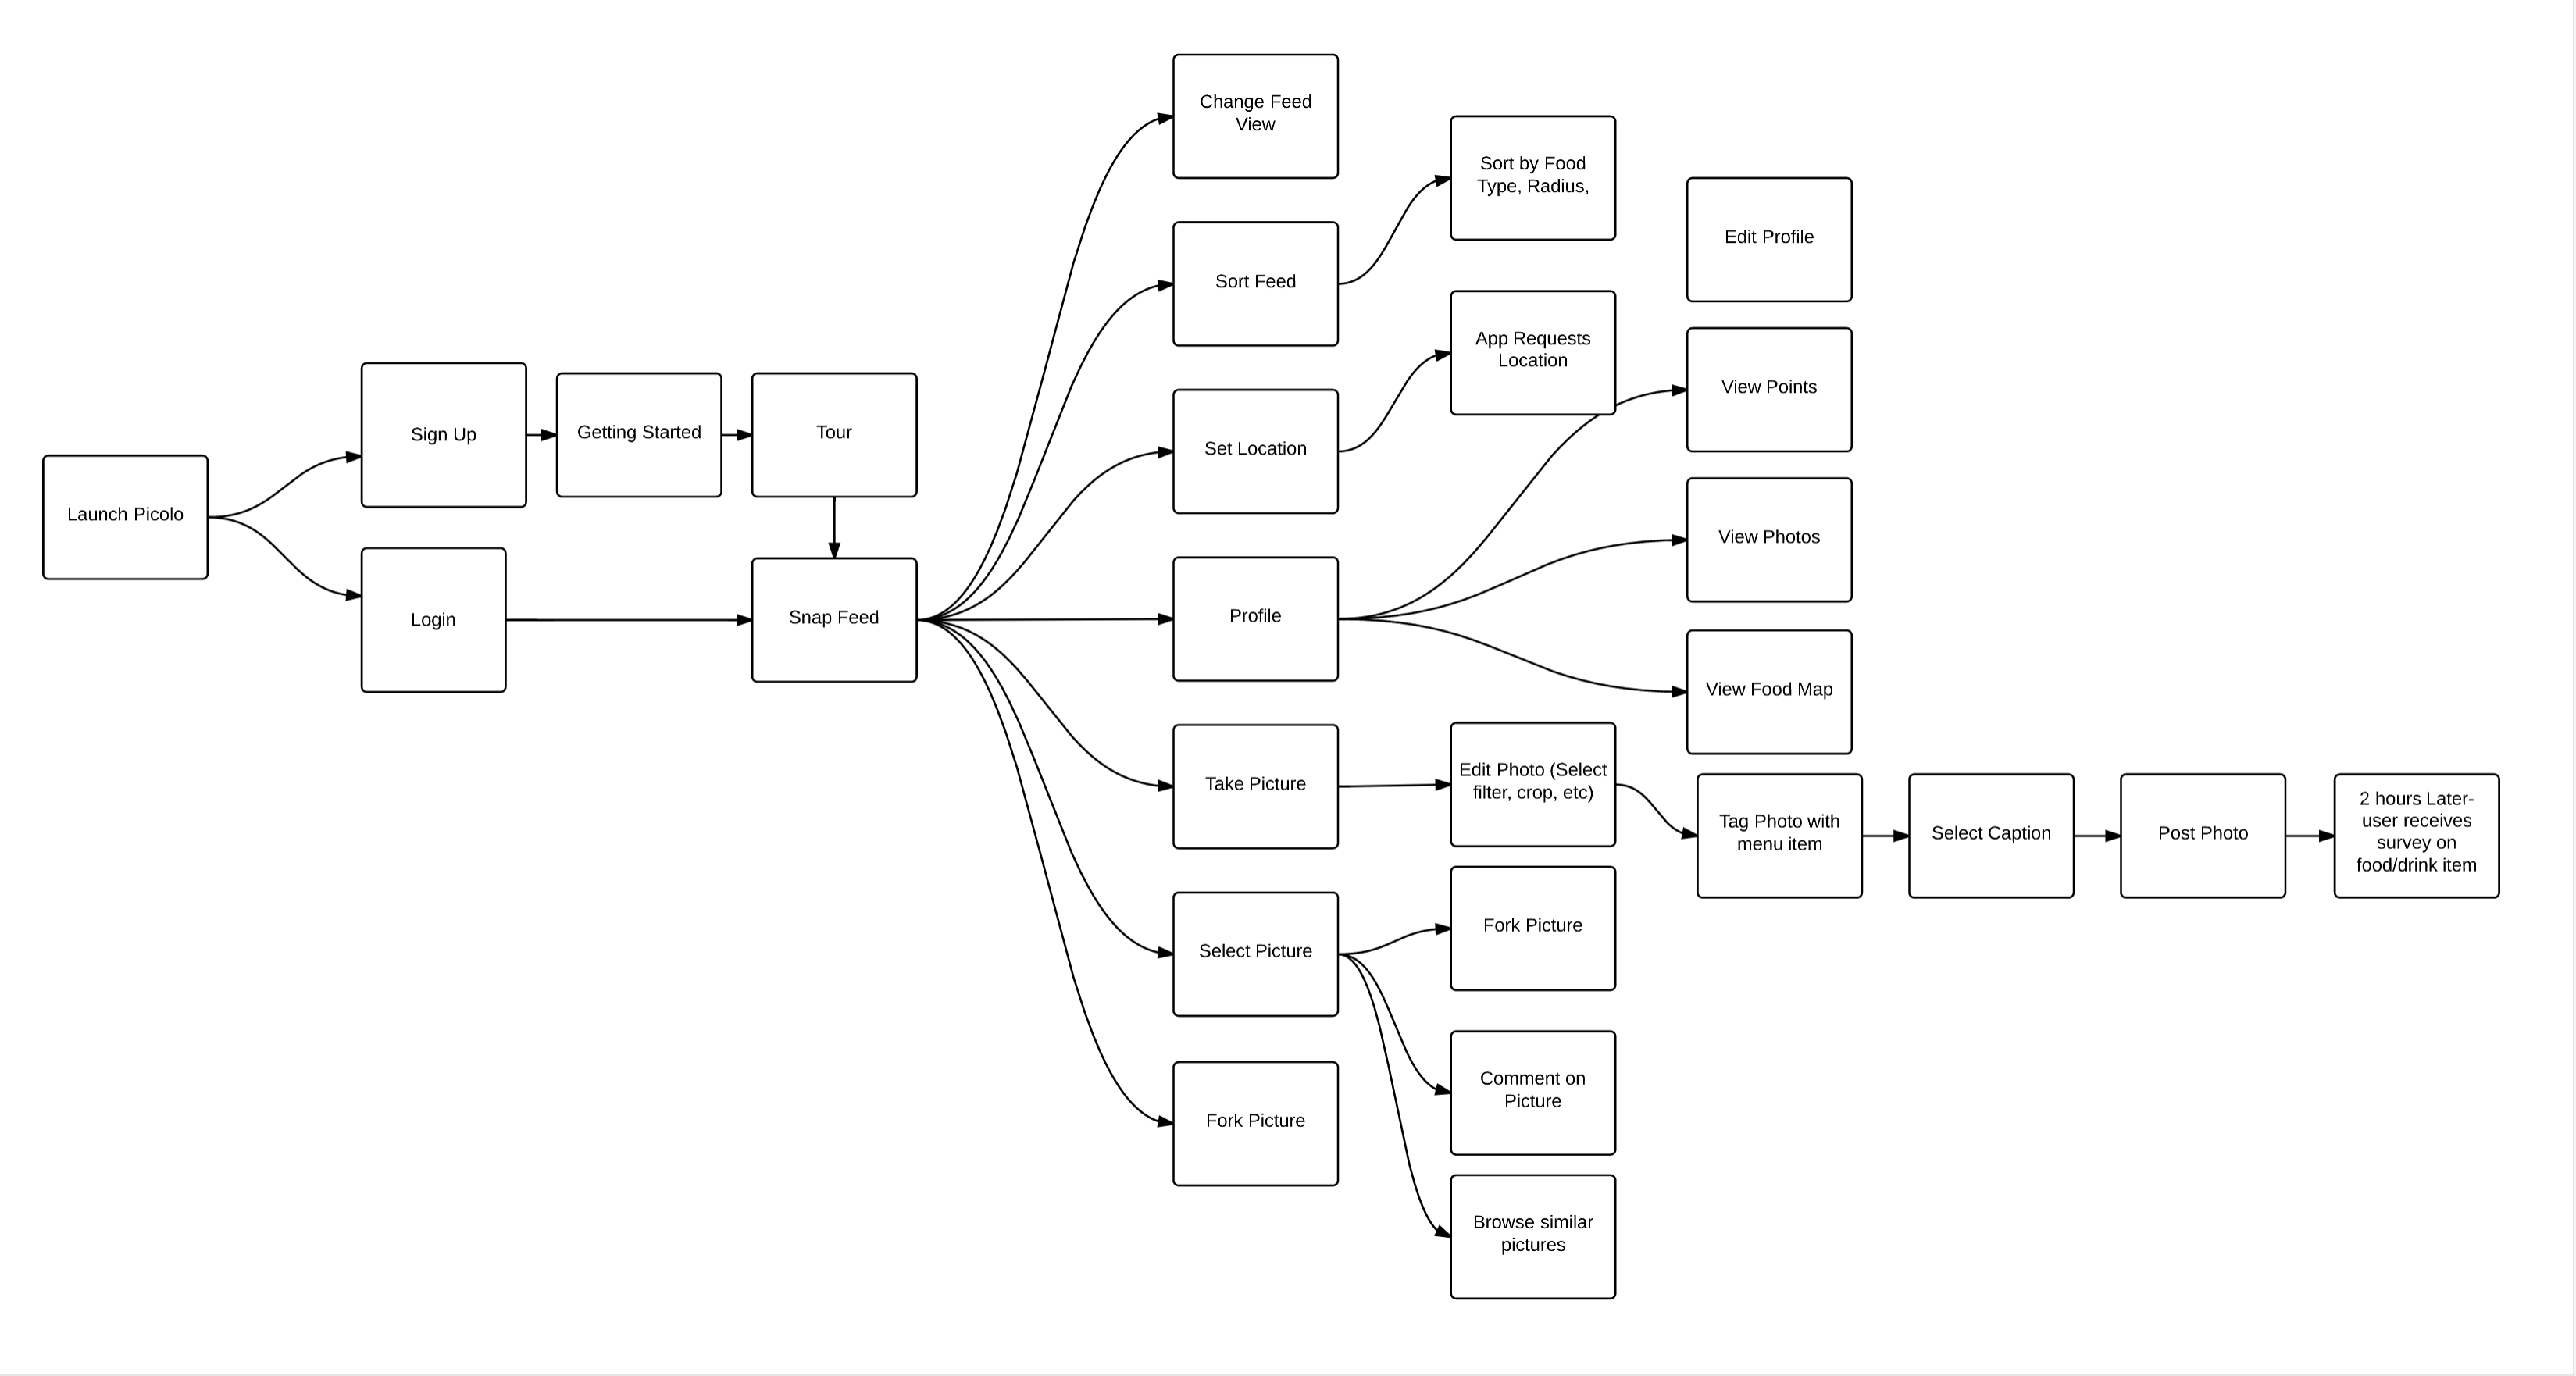 Launch Picolo
Sign Up
Getting Started
Tour
Login
Snap Feed
Change Feed
View
Sort Feed
Set Location
Profile
Take Picture
Select Picture
Fork Picture
Sort by Food
Type, Radius,
App Requests
Location
Edit Photo (Select
filter, crop, etc)
Fork Picture
Comment on
Picture
Browse similar
pictures
Edit Profile
View Points
View Photos
View Food Map
Tag Photo with
menu item
Select Caption
Post Photo
2 hours Later-
user receives
survey on
food/drink item